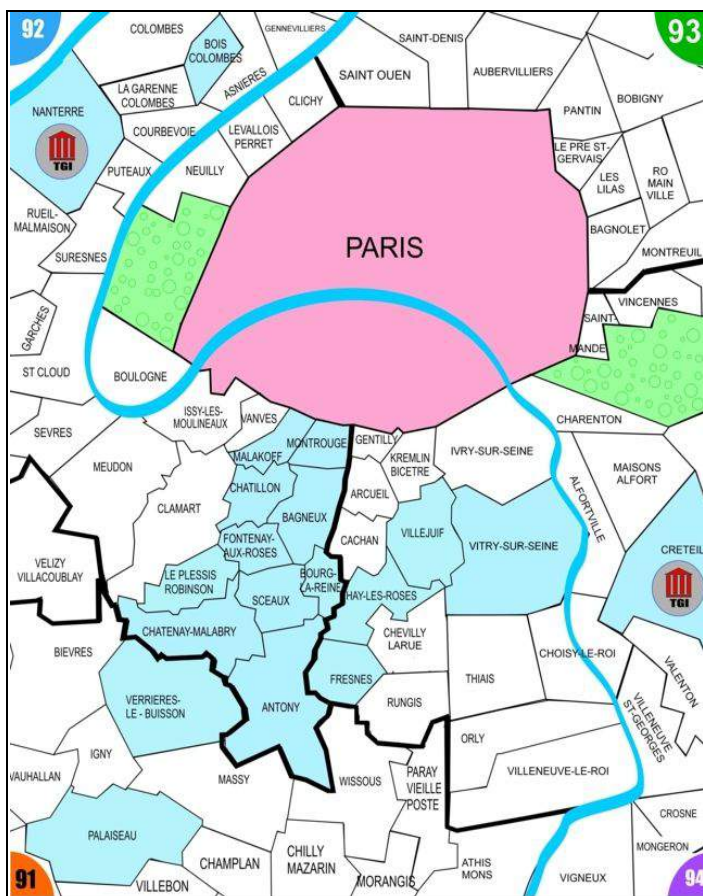 92
COLOMBES
BOIS
COLOMBES
GENNEVILLIERS
SAINT-DENIS
93
SAINT OUEN
AUBERVILLIERS
LA GARENNE
COLOMBES
ASNIERES
CLICHY
NANTERRE
TGI
COURBEVOIE
LEVALLOIS
PERRET
PANTIN
BOBIGNY
PUTEAUX
NEUILLY
LE PRE ST-
GERVAIS
LES
LILAS
RO
MAIN
VILLE
RUEIL-
MALMAISON
SURESNES
PARIS
BAGNOLET
MONTREUIL
GARCHES
VINCENNES
SAINT-
MANDE
ST CLOUD
BOULOGNE
CHARENTON
ISSY-LES-
MOULINEAUX
VANVES
SEVRES
MEUDON
MALAKOFF
MONTROUGE
GENTILLY
KREMLIN
BICETRE
IVRY-SUR-SEINE
MAISONS
ALFORT
ALFORTVILLE
CLAMART
CHATILLON
BAGNEUX
ARCUEIL
CACHAN
VILLEJUIF
VITRY-SUR-SEINE
CRETEIL
TGI
VELIZY
VILLACOUBLAY
FONTENAY-
AUX-ROSES
LE PLESSIS
ROBINSON
SCEAUX
BOURG-
LA-REINE
HAY-LES-ROSES
CHATENAY-MALABRY
CHEVILLY
LARUE
BIEVRES
THIAIS
CHOISY-LE-ROI
VALENTON
VILLENEUVE
ST-GEORGES
VERRIERES-
LE - BUISSON
ANTONY
FRESNES
RUNGIS
ORLY
IGNY
VAUHALLAN
MASSY
WISSOUS
PARAY
VIEILLE
POSTE
VILLENEUVE-LE-ROI
PALAISEAU
CROSNE
MONGERON
CHAMPLAN
CHILLY
MAZARIN
ATHIS
MONS
91
VILLEBON
MORANGIS
VIGNEUX
94